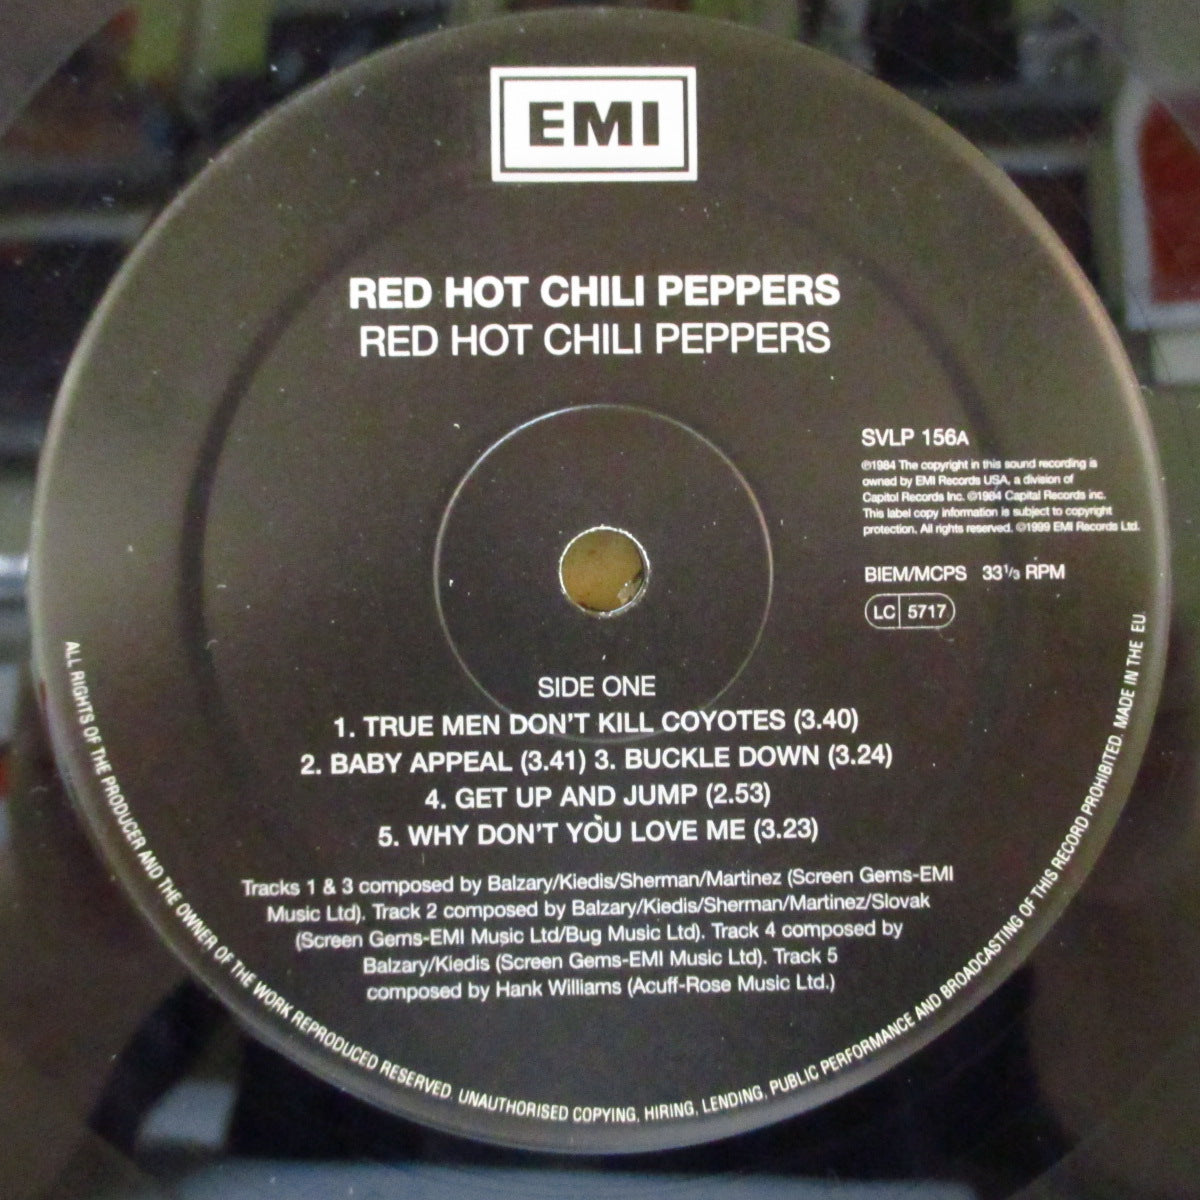 EMI
RED HOT CHILI PEPPERS
RED HOT CHILI PEPPERS
SVLP 156A
℗1984 The copyright in this sound recording is
owned by EMI Records USA, a division of
Capitol Records Inc. ©1984 Capitol Records Inc.
This label copy information is subject to copyright
protection. All rights reserved. ©1999 EMI Records Ltd.
BIEM/MCPS 33⅓ RPM
LC 5717
SIDE ONE
1. TRUE MEN DON'T KILL COYOTES (3.40)
2. BABY APPEAL (3.41) 3. BUCKLE DOWN (3.24)
4. GET UP AND JUMP (2.53)
5. WHY DON'T YOU LOVE ME (3.23)
Tracks 1 & 3 composed by Balzary/Kiedis/Sherman/Martinez (Screen Gems-EMI
Music Ltd). Track 2 composed by Balzary/Kiedis/Sherman/Martinez/Slovak
(Screen Gems-EMI Music Ltd/Bug Music Ltd). Track 4 composed by
Balzary/Kiedis (Screen Gems-EMI Music Ltd). Track 5
composed by Hank Williams (Acuff-Rose Music Ltd.)
ALL RIGHTS OF THE PRODUCER AND THE OWNER OF THE WORK REPRODUCED RESERVED. UNAUTHORISED COPYING, HIRING, LENDING, PUBLIC PERFORMANCE AND BROADCASTING OF THIS RECORD PROHIBITED. MADE IN THE EU.